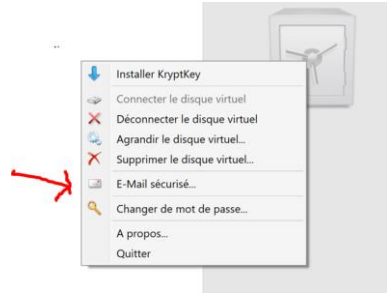 Installer KryptKey
Connecter le disque virtuel
Déconnecter le disque virtuel
Agrandir le disque virtuel...
Supprimer le disque virtuel...
E-Mail sécurisé...
Changer de mot de passe...
A propos...
Quitter